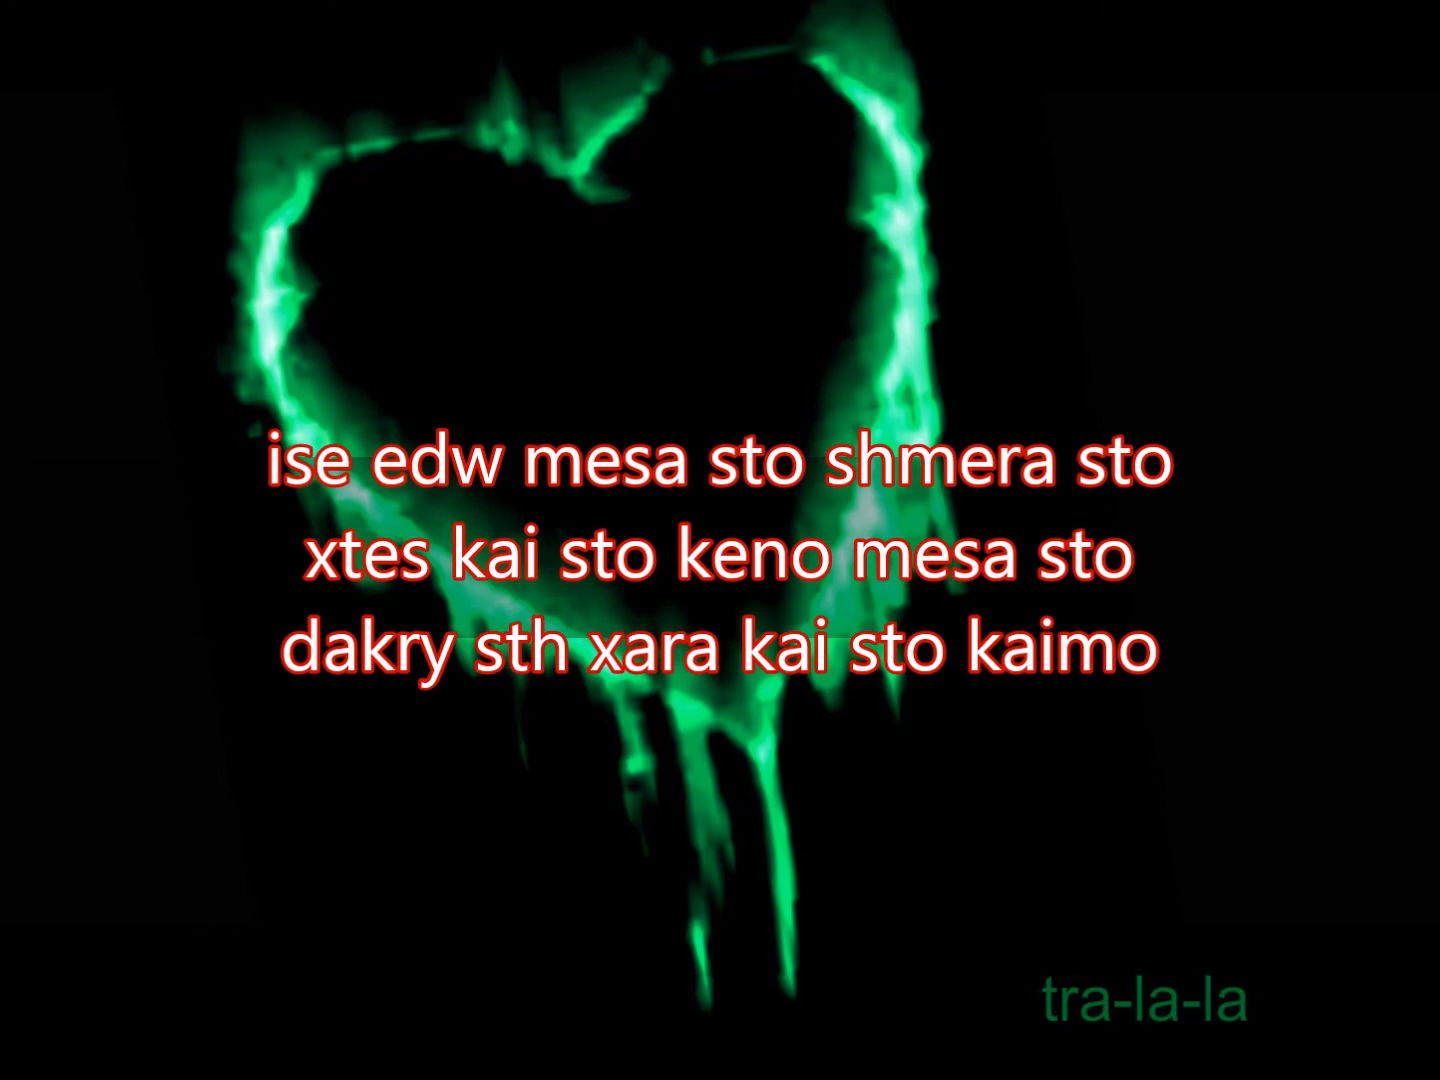 ise edw mesa sto shmera sto
xtes kai sto keno mesa sto
dakry sth xara kai sto kaimo
tra-la-la